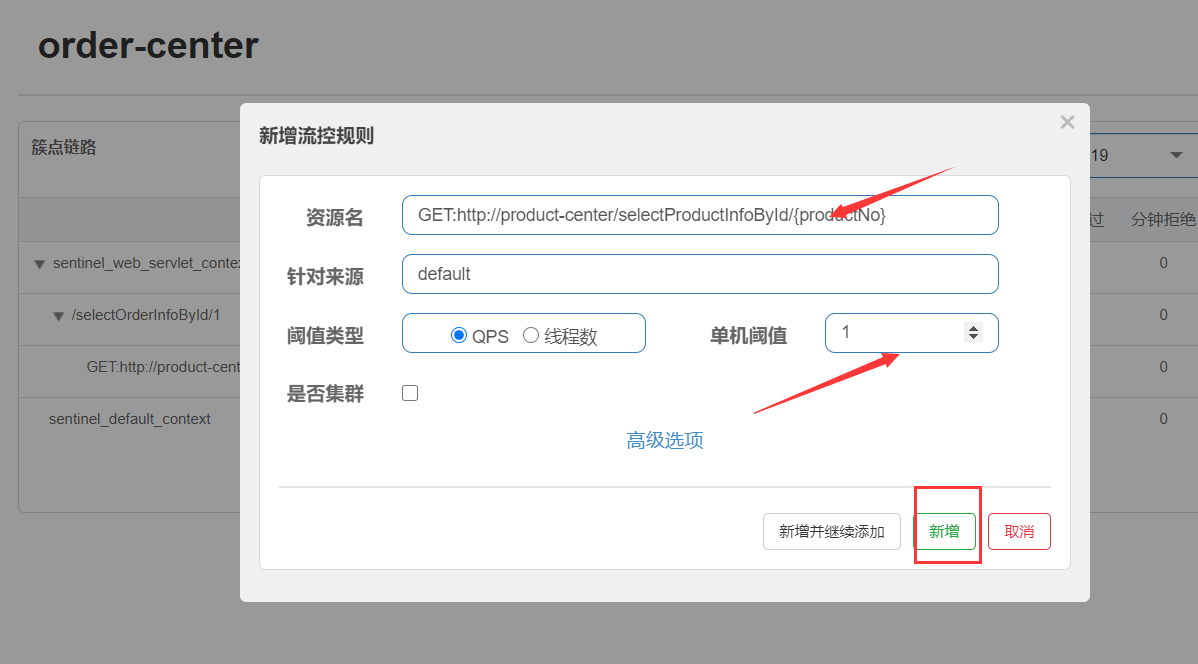 order-center
新增流控规则
×
簇点链路
19
资源名
GET:http://product-center/selectProductInfoById/{productNo}
过
分钟拒绝
针对来源
default
sentinel_web_servlet_conte
0
阈值类型
QPS
线程数
单机阈值
1
/selectOrderInfoById/1
0
GET:http://product-cent
0
是否集群
sentinel_default_context
0
高级选项
新增并继续添加
新增
取消